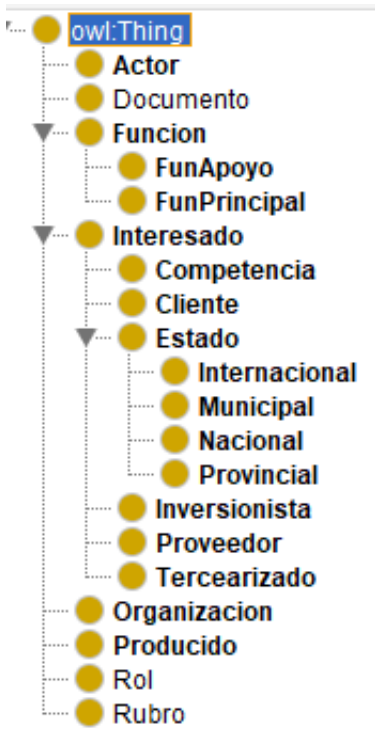 owl:Thing
Actor
Documento
Funcion
FunApoyo
FunPrincipal
Interesado
Competencia
Cliente
Estado
Internacional
Municipal
Nacional
Provincial
Inversionista
Proveedor
Tercearizado
Organizacion
Producido
Rol
Rubro